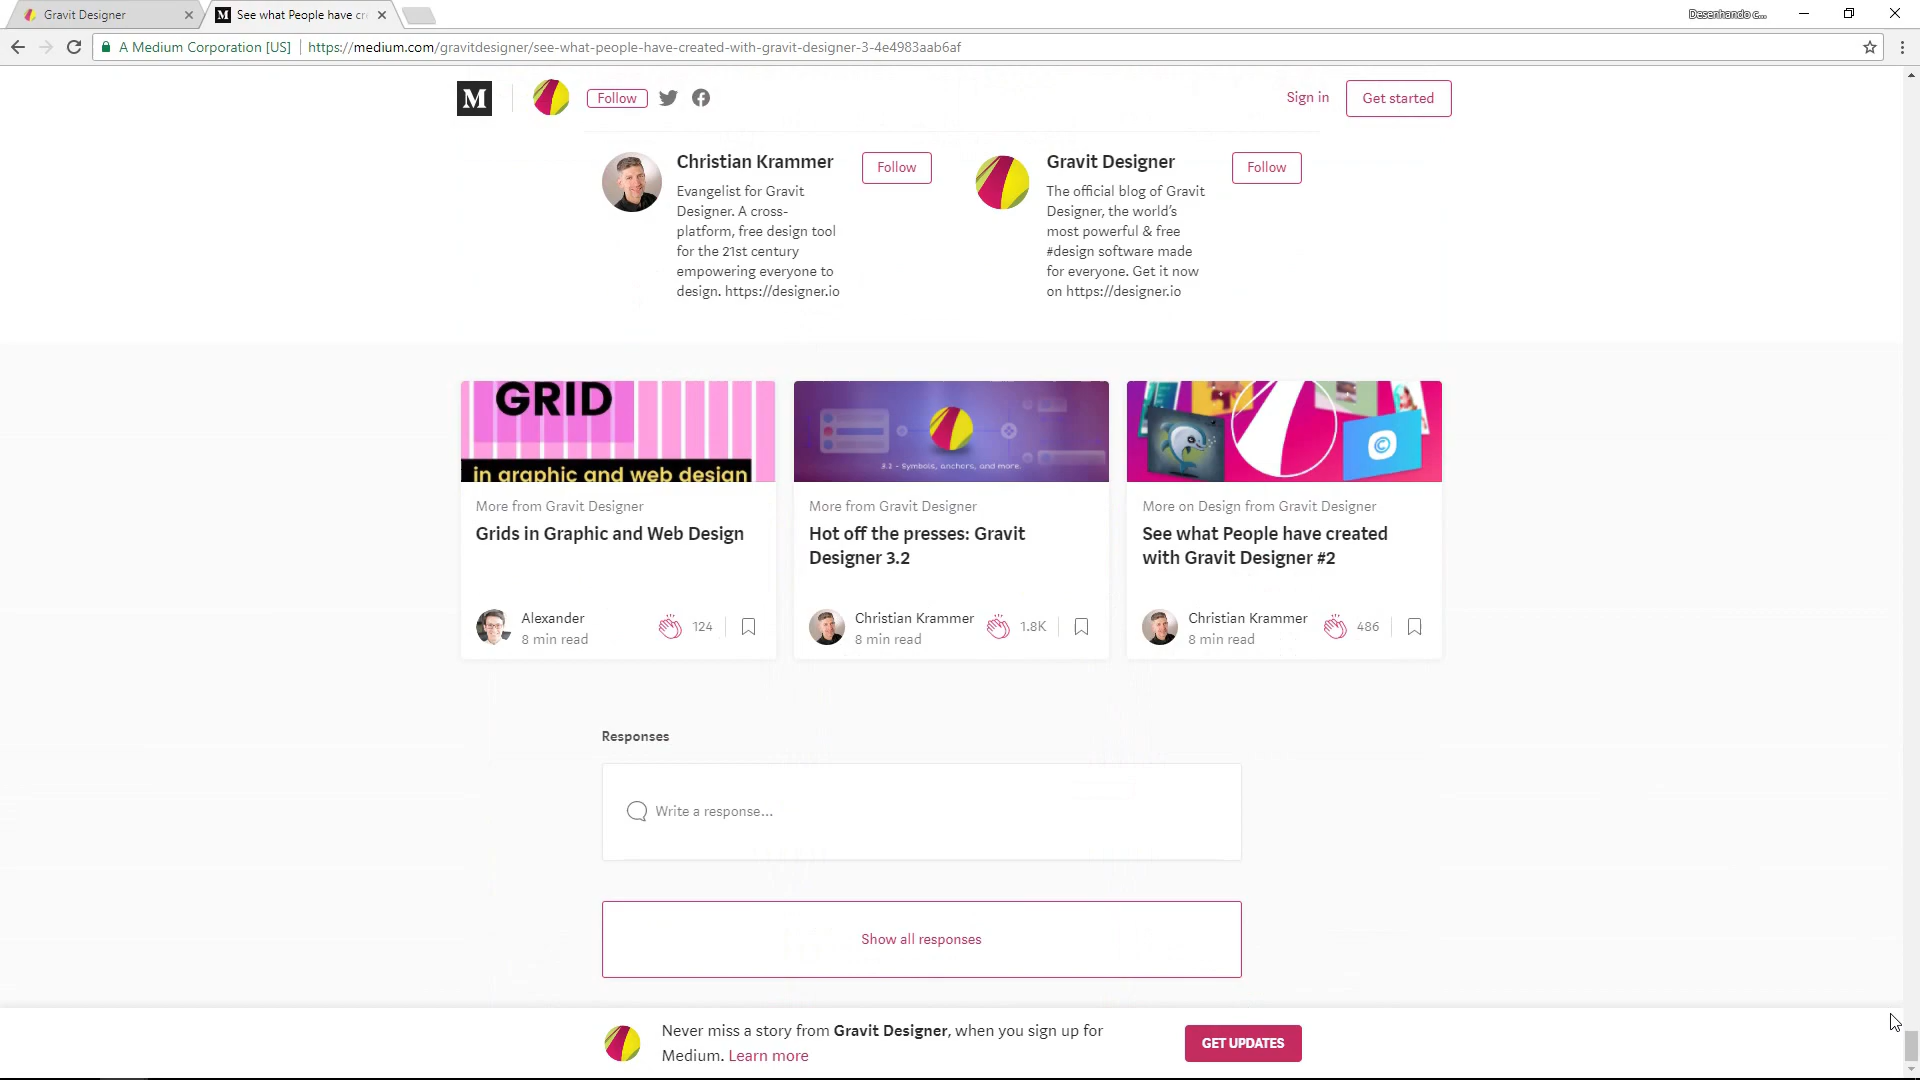 Gravit Designer
See what People have cr
Desenhando c...
A Medium Corporation [US]
https://medium.com/gravitdesigner/see-what-people-have-created-with-gravit-designer-3-4e4983aab6af
M
Follow
Sign in
Get started
Christian Krammer
Follow
Evangelist for Gravit
Designer. A cross-
platform, free design tool
for the 21st century
empowering everyone to
design. https://designer.io
Gravit Designer
Follow
The official blog of Gravit
Designer, the world's
most powerful & free
#design software made
for everyone. Get it now
on https://designer.io
GRID
in graphic and web design
More from Gravit Designer
Grids in Graphic and Web Design
Alexander
8 min read
124
3.2 - Symbols, anchors, and more.
More from Gravit Designer
Hot off the presses: Gravit
Designer 3.2
Christian Krammer
8 min read
1.8K
More on Design from Gravit Designer
See what People have created
with Gravit Designer #2
Christian Krammer
8 min read
486
Responses
Write a response...
Show all responses
Never miss a story from Gravit Designer, when you sign up for
Medium. Learn more
GET UPDATES